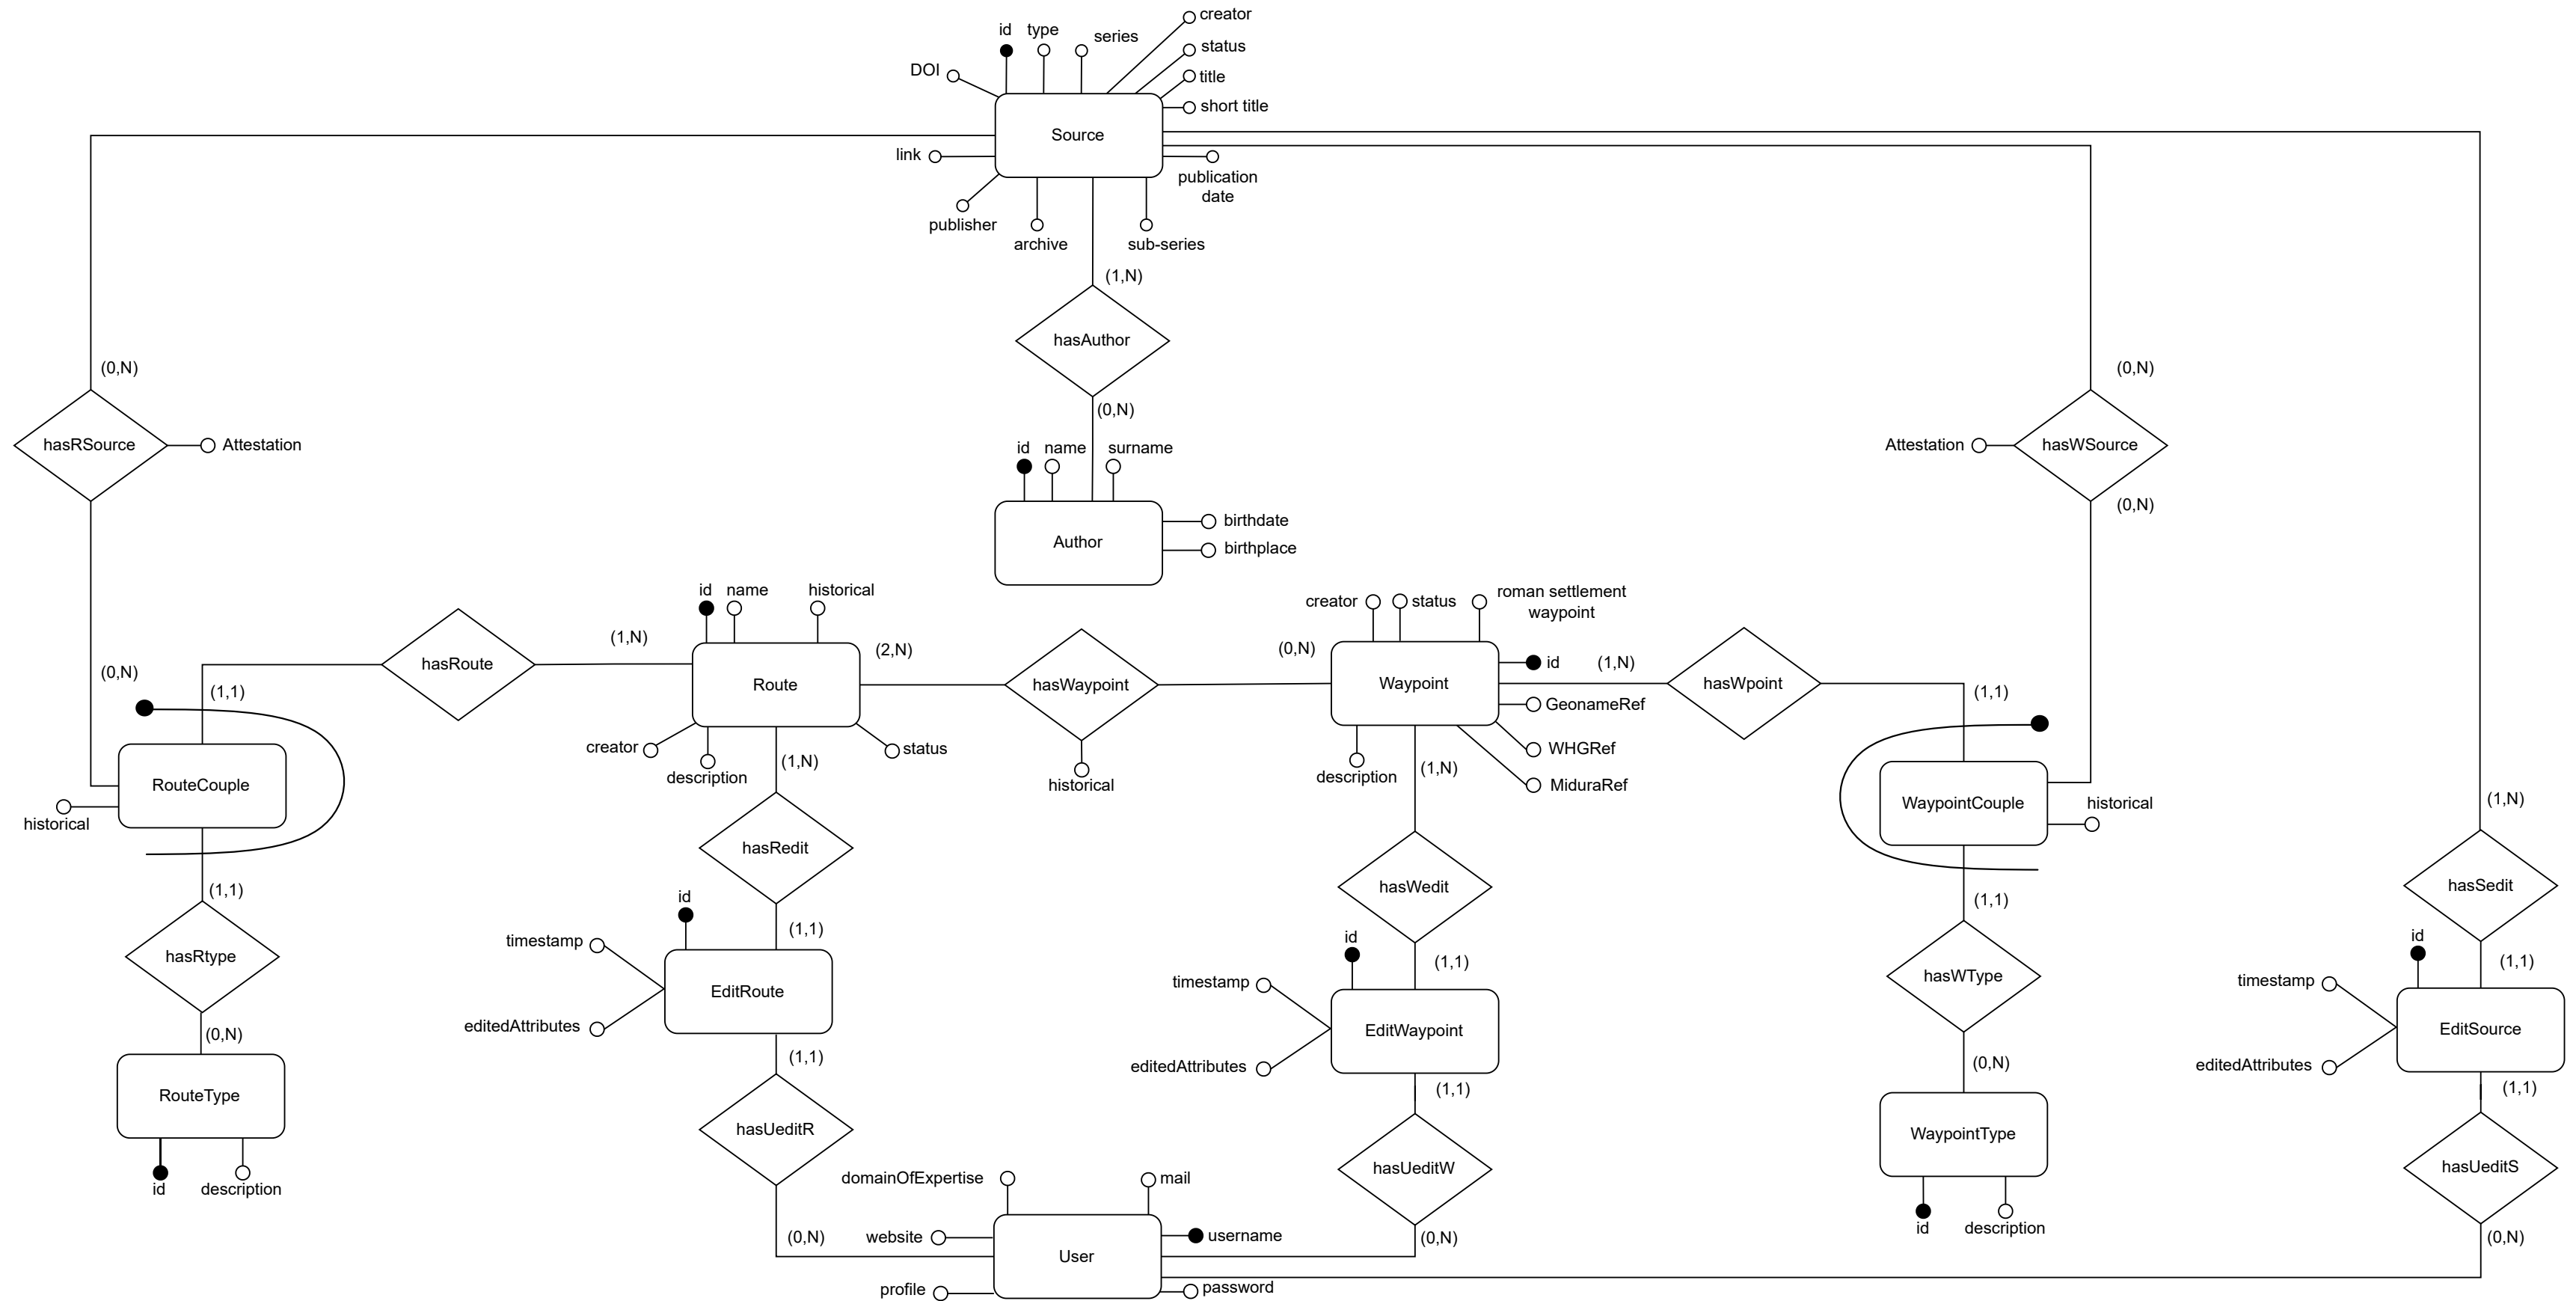 creator
id
type
series
status
DOI
title
short title
Source
link
publication
date
publisher
archive
sub-series
(1,N)
hasAuthor
(0,N)
(0,N)
(0,N)
hasRSource
Attestation
id
name
surname
Attestation
hasWSource
(0,N)
birthdate
Author
birthplace
id
name
historical
creator
status
roman settlement
waypoint
(1,N)
(2,N)
(0,N)
hasRoute
id
(1,N)
(0,N)
Route
hasWaypoint
Waypoint
hasWpoint
(1,1)
(1,1)
GeonameRef
creator
status
WHGRef
description
(1,N)
historical
description
(1,N)
MiduraRef
RouteCouple
WaypointCouple
historical
(1,N)
historical
hasRedit
hasWedit
hasSedit
(1,1)
id
(1,1)
(1,1)
id
id
timestamp
hasRtype
(1,1)
hasWType
(1,1)
timestamp
timestamp
EditRoute
editedAttributes
(0,N)
EditWaypoint
EditSource
(1,1)
editedAttributes
(0,N)
editedAttributes
RouteType
(1,1)
(1,1)
hasUeditR
WaypointType
id
description
domainOfExpertise
mail
hasUeditW
hasUeditS
id
description
(0,N)
website
username
(0,N)
(0,N)
User
profile
password